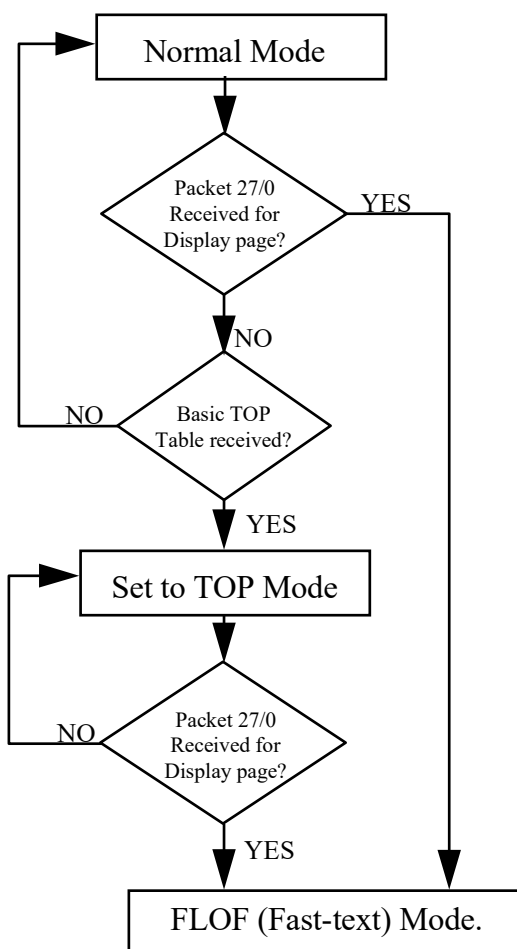 Normal Mode
Packet 27/0
Received for
Display page?
YES
NO
Basic TOP
Table received?
NO
YES
Set to TOP Mode
Packet 27/0
Received for
Display page?
NO
YES
FLOF (Fast-text) Mode.